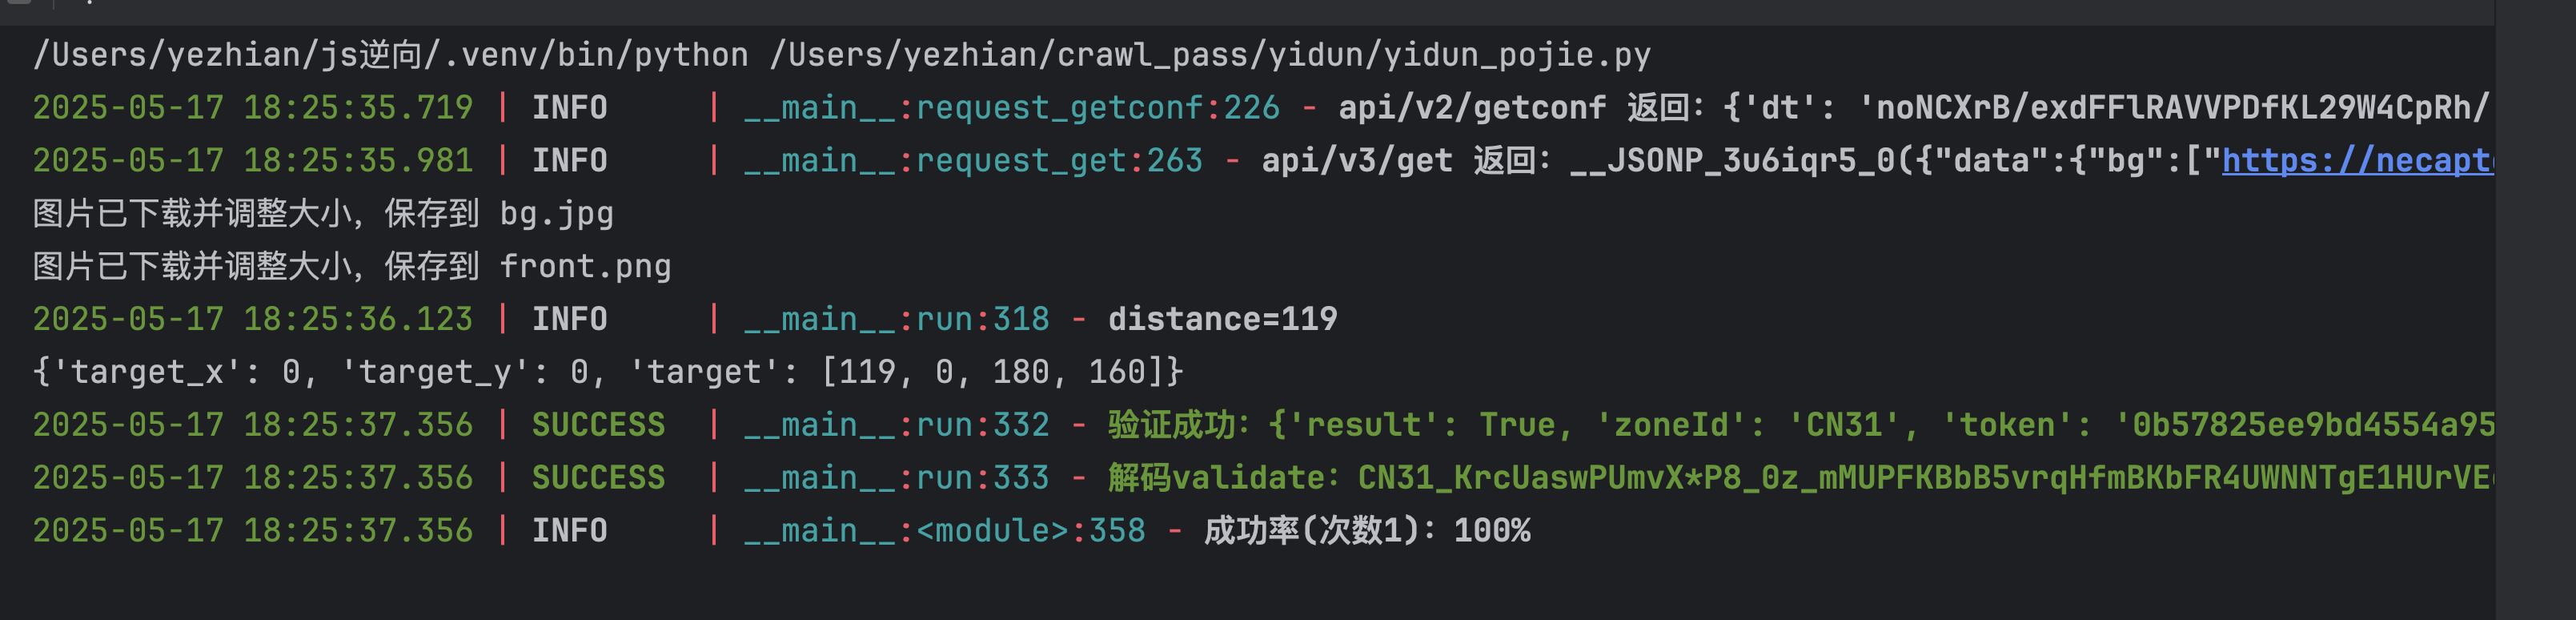 /Users/yezhian/js逆向/.venv/bin/python /Users/yezhian/crawl_pass/yidun/yidun_pojie.py
2025-05-17 18:25:35.719 | INFO     | __main__:request_getconf:226 - api/v2/getconf 返回：{'dt': 'noNCXrB/exdFFlRAVVPDfKL29W4CpRh/
2025-05-17 18:25:35.981 | INFO     | __main__:request_get:263 - api/v3/get 返回：__JSONP_3u6iqr5_0({"data":{"bg":["https://necapt
图片已下载并调整大小，保存到 bg.jpg
图片已下载并调整大小，保存到 front.png
2025-05-17 18:25:36.123 | INFO     | __main__:run:318 - distance=119
{'target_x': 0, 'target_y': 0, 'target': [119, 0, 180, 160]}
2025-05-17 18:25:37.356 | SUCCESS  | __main__:run:332 - 验证成功：{'result': True, 'zoneId': 'CN31', 'token': '0b57825ee9bd4554a95
2025-05-17 18:25:37.356 | SUCCESS  | __main__:run:333 - 解码validate：CN31_KrcUaswPUmvX*P8_0z_mMUPFKBbB5vrqHfmBKbFR4UWNNTgE1HUrVE
2025-05-17 18:25:37.356 | INFO     | __main__:<module>:358 - 成功率(次数1)：100%